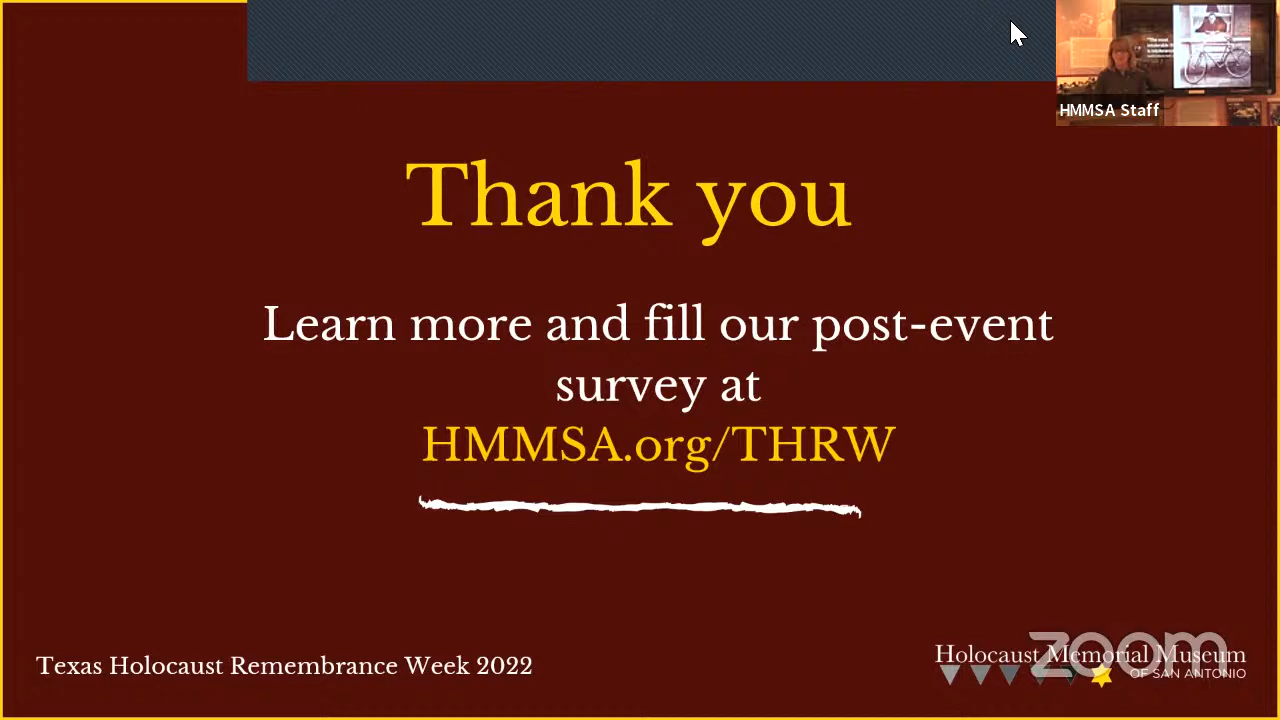 HMMSA Staff
Thank you
Learn more and fill our post-event
survey at
HMMSA.org/THRW
Texas Holocaust Remembrance Week 2022
Holocaust Memorial Museum
OF SAN ANTONIO
zoom